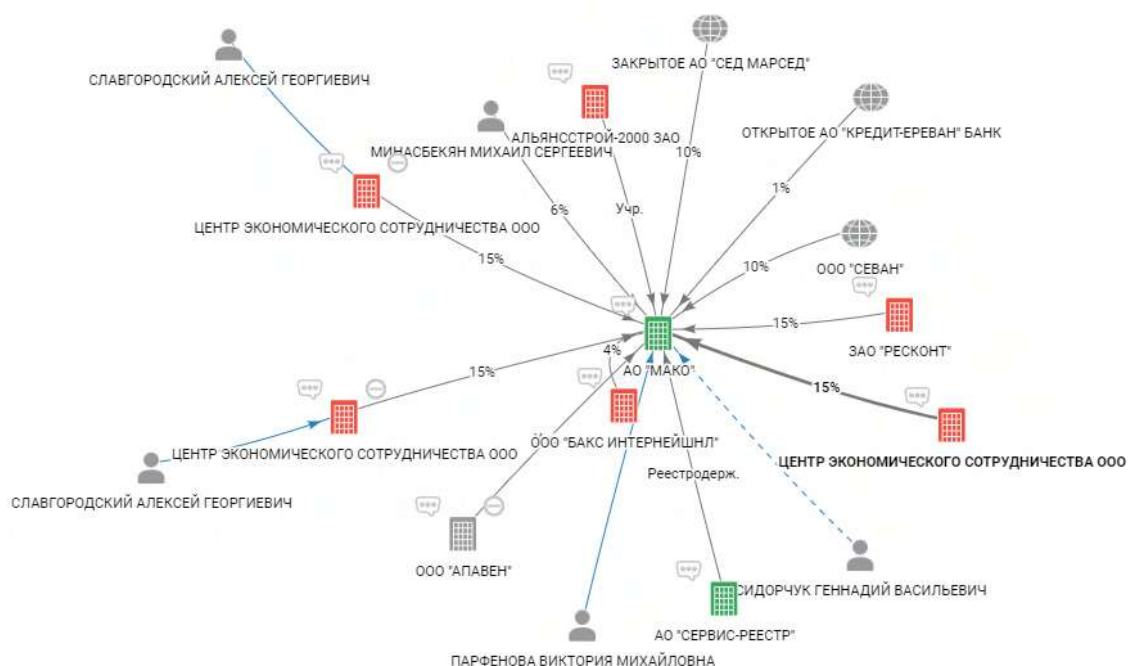 ЗАКРЫТОЕ АО "СЕД МАРСЕД"
СЛАВГОРОДСКИЙ АЛЕКСЕЙ ГЕОРГИЕВИЧ
ОТКРЫТОЕ АО "КРЕДИТ-ЕРЕВАН" БАНК
АЛЬЯНССТРОЙ-2000 ЗАО
МИНАСБЕКЯН МИХАИЛ СЕРГЕЕВИЧ
10%
1%
6%
Учр.
ЦЕНТР ЭКОНОМИЧЕСКОГО СОТРУДНИЧЕСТВА ООО
15%
10%
ООО "СЕВАН"
15%
ЗАО "РЕСКОНТ"
4%
АО "МАКО"
15%
15%
ООО "БАКС ИНТЕРНЕЙШНЛ"
ЦЕНТР ЭКОНОМИЧЕСКОГО СОТРУДНИЧЕСТВА ООО
ЦЕНТР ЭКОНОМИЧЕСКОГО СОТРУДНИЧЕСТВА ООО
Реестродерж.
СЛАВГОРОДСКИЙ АЛЕКСЕЙ ГЕОРГИЕВИЧ
ООО "АПАВЕН"
СИДОРЧУК ГЕННАДИЙ ВАСИЛЬЕВИЧ
АО "СЕРВИС-РЕЕСТР"
ПАРФЕНОВА ВИКТОРИЯ МИХАЙЛОВНА